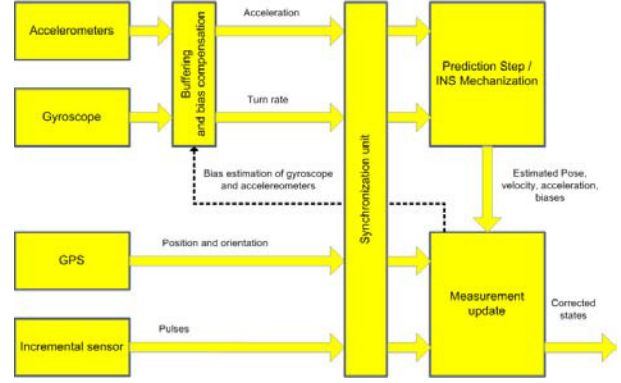 Accelerometers
Acceleration
Buffering
and bias compensation
Prediction Step /
INS Mechanization
Gyroscope
Turn rate
Synchronization unit
Bias estimation of gyroscope
and accelereometers
Estimated Pose,
velocity, acceleration,
biases
GPS
Position and orientation
Measurement
update
Corrected
states
Incremental sensor
Pulses